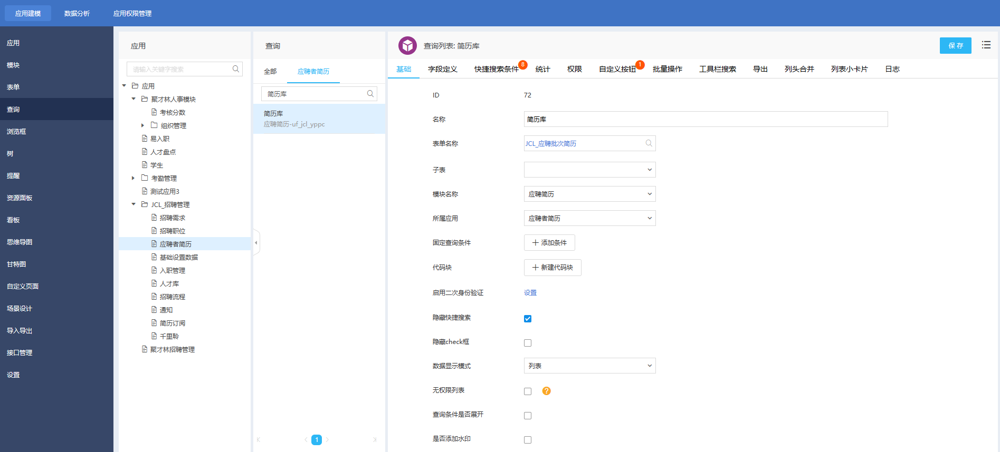 应用建模
数据分析
应用权限管理
应用
模块
表单
查询
浏览框
树
提醒
资源面板
看板
思维导图
甘特图
自定义页面
场景设计
导入导出
接口管理
设置
应用
请输入关键字搜索
应用
聚才林人事模块
考核分数
组织管理
易入职
人才盘点
学生
考勤管理
测试应用3
JCL_招聘管理
招聘需求
招聘职位
应聘者简历
基础设置数据
入职管理
人才库
招聘流程
通知
简历订阅
千里聆
聚才林招聘管理
查询
全部
应聘者简历
简历库
简历库
应聘简历-uf_jcl_yppc
1
查询列表: 简历库
保存
基础
字段定义
快捷搜索条件
8
统计
权限
自定义按钮
1
批量操作
工具栏搜索
导出
列头合并
列表小卡片
日志
ID
72
名称
简历库
表单名称
JCL_应聘批次简历
子表
模块名称
应聘简历
所属应用
应聘者简历
固定查询条件
添加条件
代码块
新建代码块
启用二次身份验证
设置
隐藏快捷搜索
隐藏check框
数据显示模式
列表
无权限列表
?
查询条件是否展开
是否添加水印